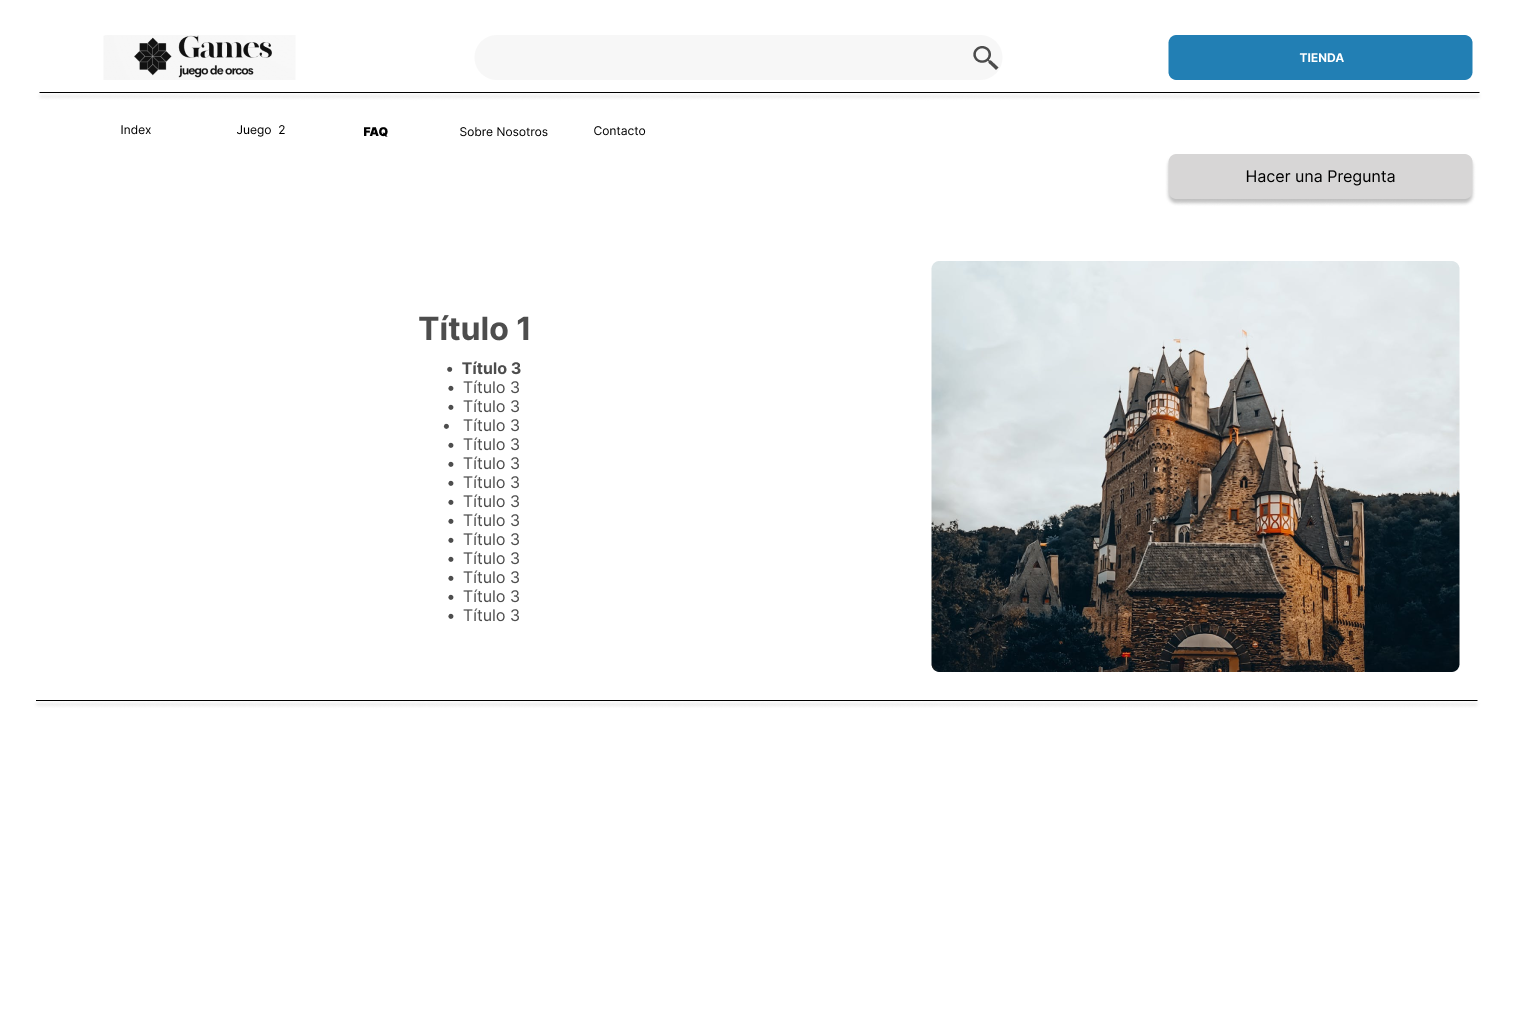 Games
juego de orcos
TIENDA
Index
Juego 2
FAQ
Sobre Nosotros
Contacto
Hacer una Pregunta
Título 1
• Título 3
• Título 3
• Título 3
• Título 3
• Título 3
• Título 3
• Título 3
• Título 3
• Título 3
• Título 3
• Título 3
• Título 3
• Título 3
• Título 3